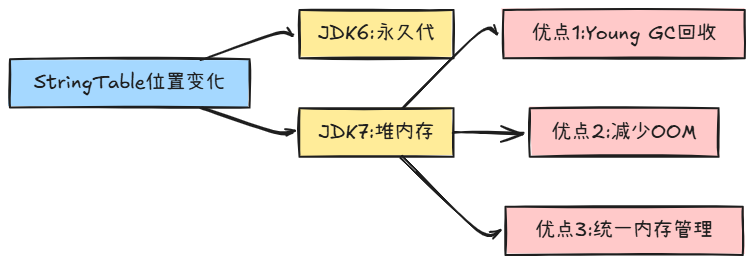 StringTable位置变化
JDK6:永久代
JDK7:堆内存
优点1:Young GC回收
优点2:减少OOM
优点3:统一内存管理